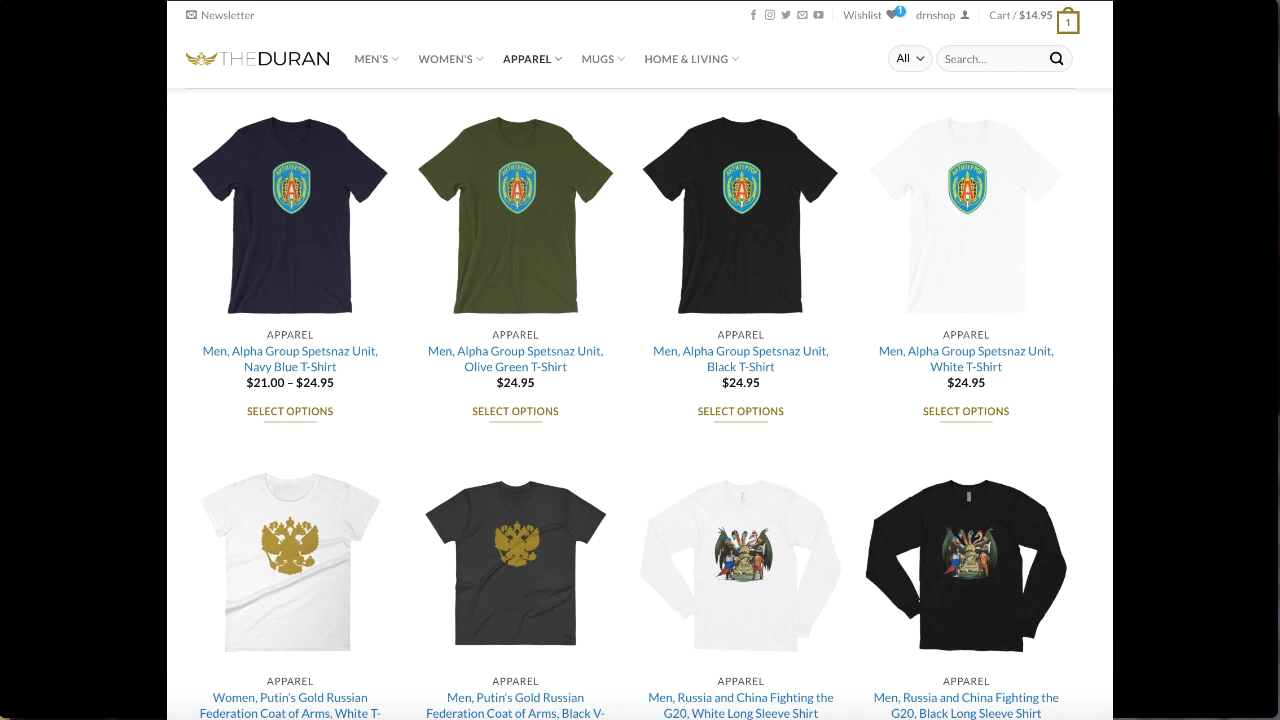 Newsletter
Wishlist 1
drnshop
Cart / $14.95
1
THEDURAN
MEN'S
WOMEN'S
APPAREL
MUGS
HOME & LIVING
All
Search...
АНТИТЕРРОР
А
АНТИТЕРРОР
А
АНТИТЕРРОР
А
АНТИТЕРРОР
А
APPAREL
Men, Alpha Group Spetsnaz Unit,
Navy Blue T-Shirt
$21.00 – $24.95
SELECT OPTIONS
APPAREL
Men, Alpha Group Spetsnaz Unit,
Olive Green T-Shirt
$24.95
SELECT OPTIONS
APPAREL
Men, Alpha Group Spetsnaz Unit,
Black T-Shirt
$24.95
SELECT OPTIONS
APPAREL
Men, Alpha Group Spetsnaz Unit,
White T-Shirt
$24.95
SELECT OPTIONS
APPAREL
Women, Putin's Gold Russian
Federation Coat of Arms, White T-
APPAREL
Men, Putin's Gold Russian
Federation Coat of Arms, Black V-
APPAREL
Men, Russia and China Fighting the
G20, White Long Sleeve Shirt
APPAREL
Men, Russia and China Fighting the
G20, Black Long Sleeve Shirt